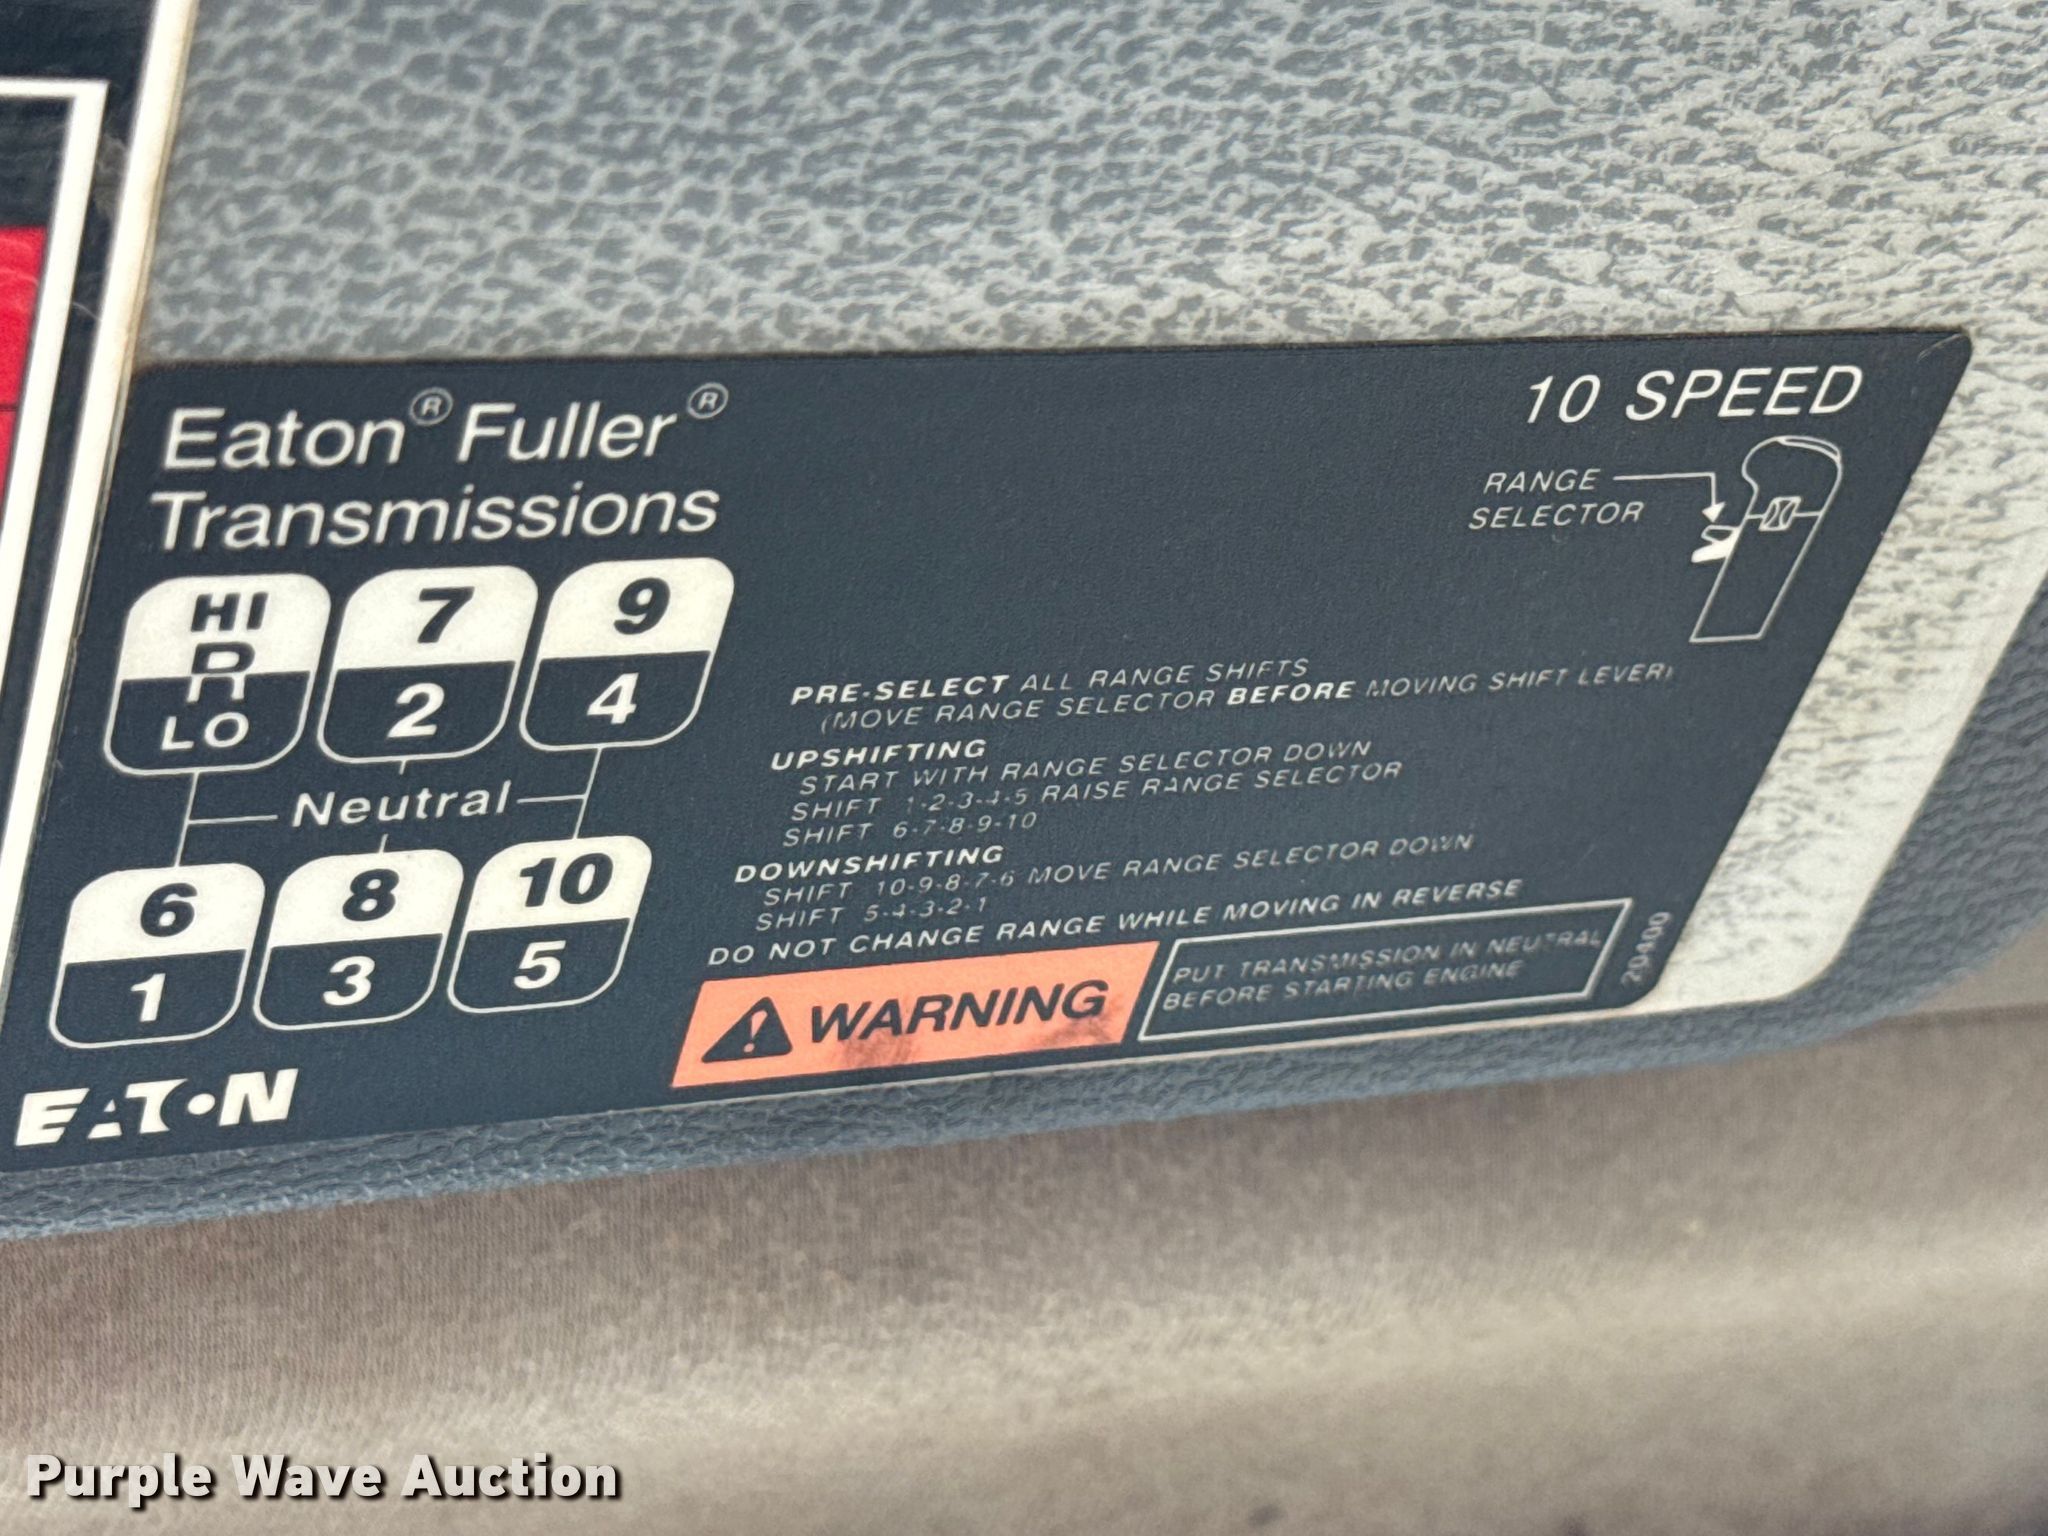 Eaton® Fuller®
Transmissions
10 SPEED
RANGE
SELECTOR
HI
R
LO
7
2
9
4
Neutral
6
1
8
3
10
5
PRE-SELECT ALL RANGE SHIFTS
(MOVE RANGE SELECTOR BEFORE MOVING SHIFT LEVER)
UPSHIFTING
START WITH RANGE SELECTOR DOWN
SHIFT 1-2-3-4-5 RAISE RANGE SELECTOR
SHIFT 6-7-8-9-10
DOWNSHIFTING
SHIFT 10-9-8-7-6 MOVE RANGE SELECTOR DOWN
SHIFT 5-4-3-2-1
DO NOT CHANGE RANGE WHILE MOVING IN REVERSE
WARNING
PUT TRANSMISSION IN NEUTRAL
BEFORE STARTING ENGINE
20400
EATON
Purple Wave Auction